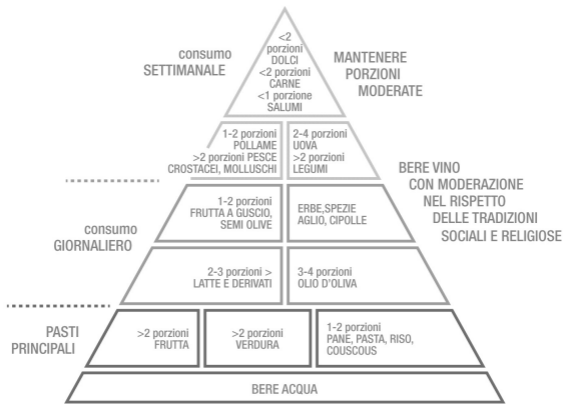 consumo
SETTIMANALE
<2
porzioni
DOLCI
<2 porzioni
CARNE
<1 porzione
SALUMI
MANTENERE
PORZIONI
MODERATE
1-2 porzioni
POLLAME
>2 porzioni PESCE
CROSTACEI, MOLLUSCHI
2-4 porzioni
UOVA
>2 porzioni
LEGUMI
BERE VINO
CON MODERAZIONE
NEL RISPETTO
DELLE TRADIZIONI
SOCIALI E RELIGIOSE
consumo
GIORNALIERO
1-2 porzioni
FRUTTA A GUSCIO,
SEMI OLIVE
ERBE,SPEZIE
AGLIO, CIPOLLE
2-3 porzioni >
LATTE E DERIVATI
3-4 porzioni
OLIO D'OLIVA
PASTI
PRINCIPALI
>2 porzioni
FRUTTA
>2 porzioni
VERDURA
1-2 porzioni
PANE, PASTA, RISO,
COUSCOUS
BERE ACQUA